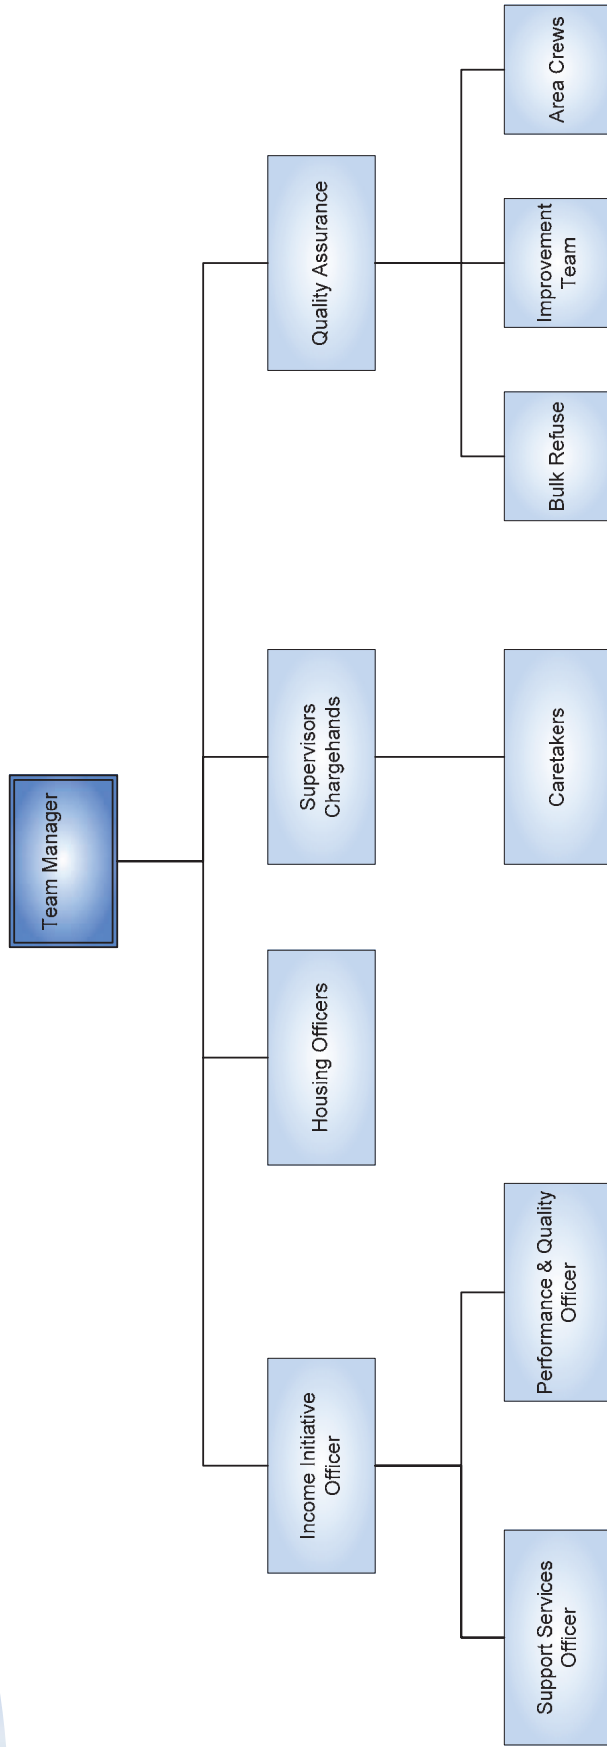 Team Manager
Income Initiative
Officer
Housing Officers
Supervisors
Chargehands
Quality Assurance
Support Services
Officer
Performance & Quality
Officer
Caretakers
Bulk Refuse
Improvement
Team
Area Crews